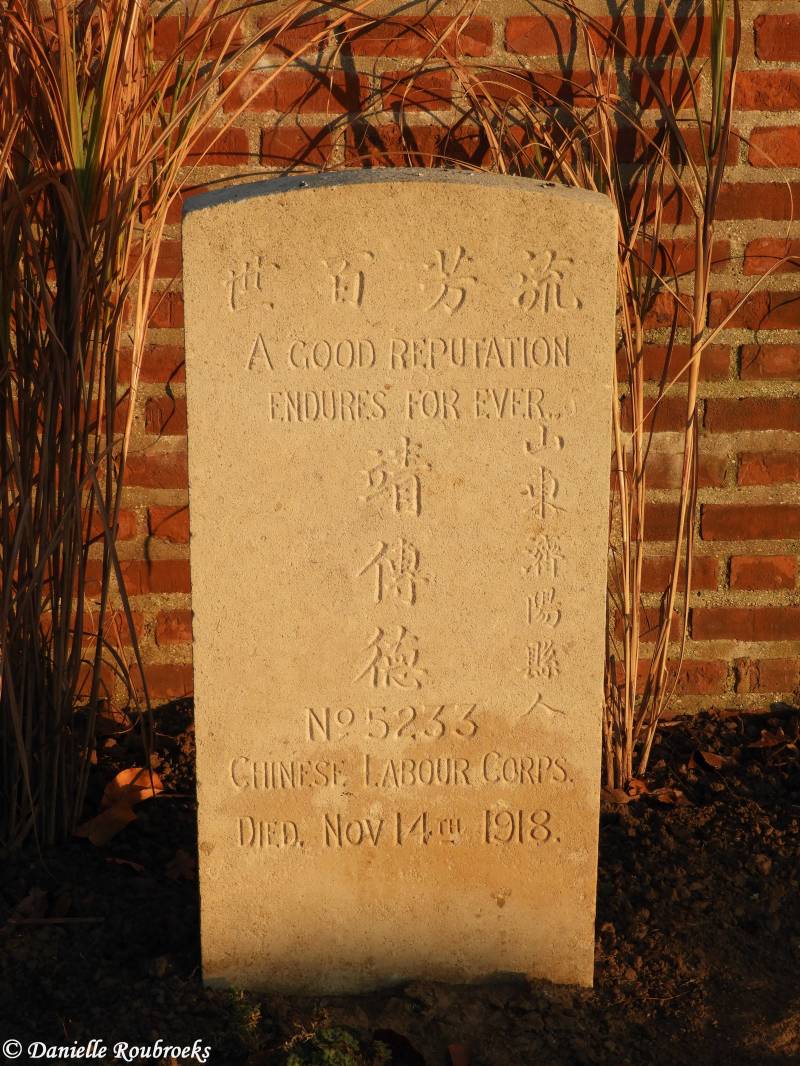 流芳百世
A GOOD REPUTATION
ENDURES FOR EVER.
山東濟陽縣人
靖傳德
No 5233
CHINESE LABOUR CORPS.
DIED. NOV 14TH 1918.
© Danielle Roubroeks